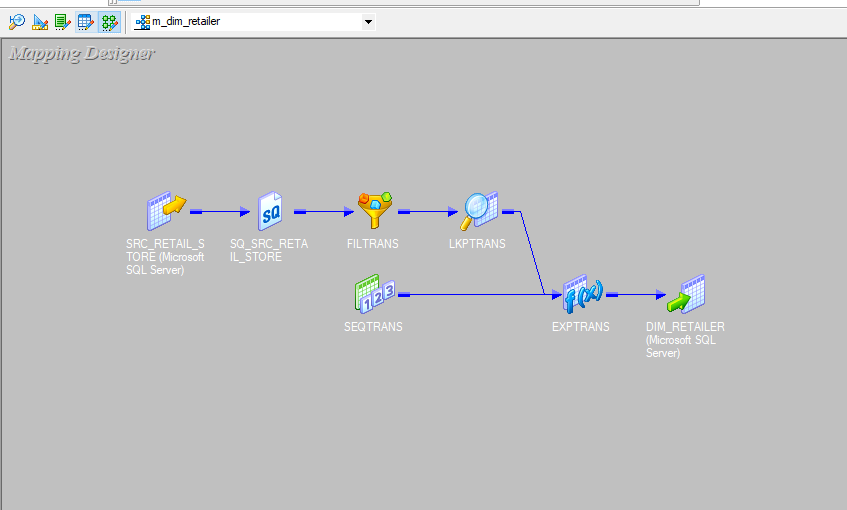 m_dim_retailer
Mapping Designer
SRC_RETAIL_S
TORE (Microsoft
SQL Server)
SQ_SRC_RETA
IL_STORE
FILTRANS
LKPTRANS
SEQTRANS
EXPTRANS
DIM_RETAILER
(Microsoft SQL
Server)